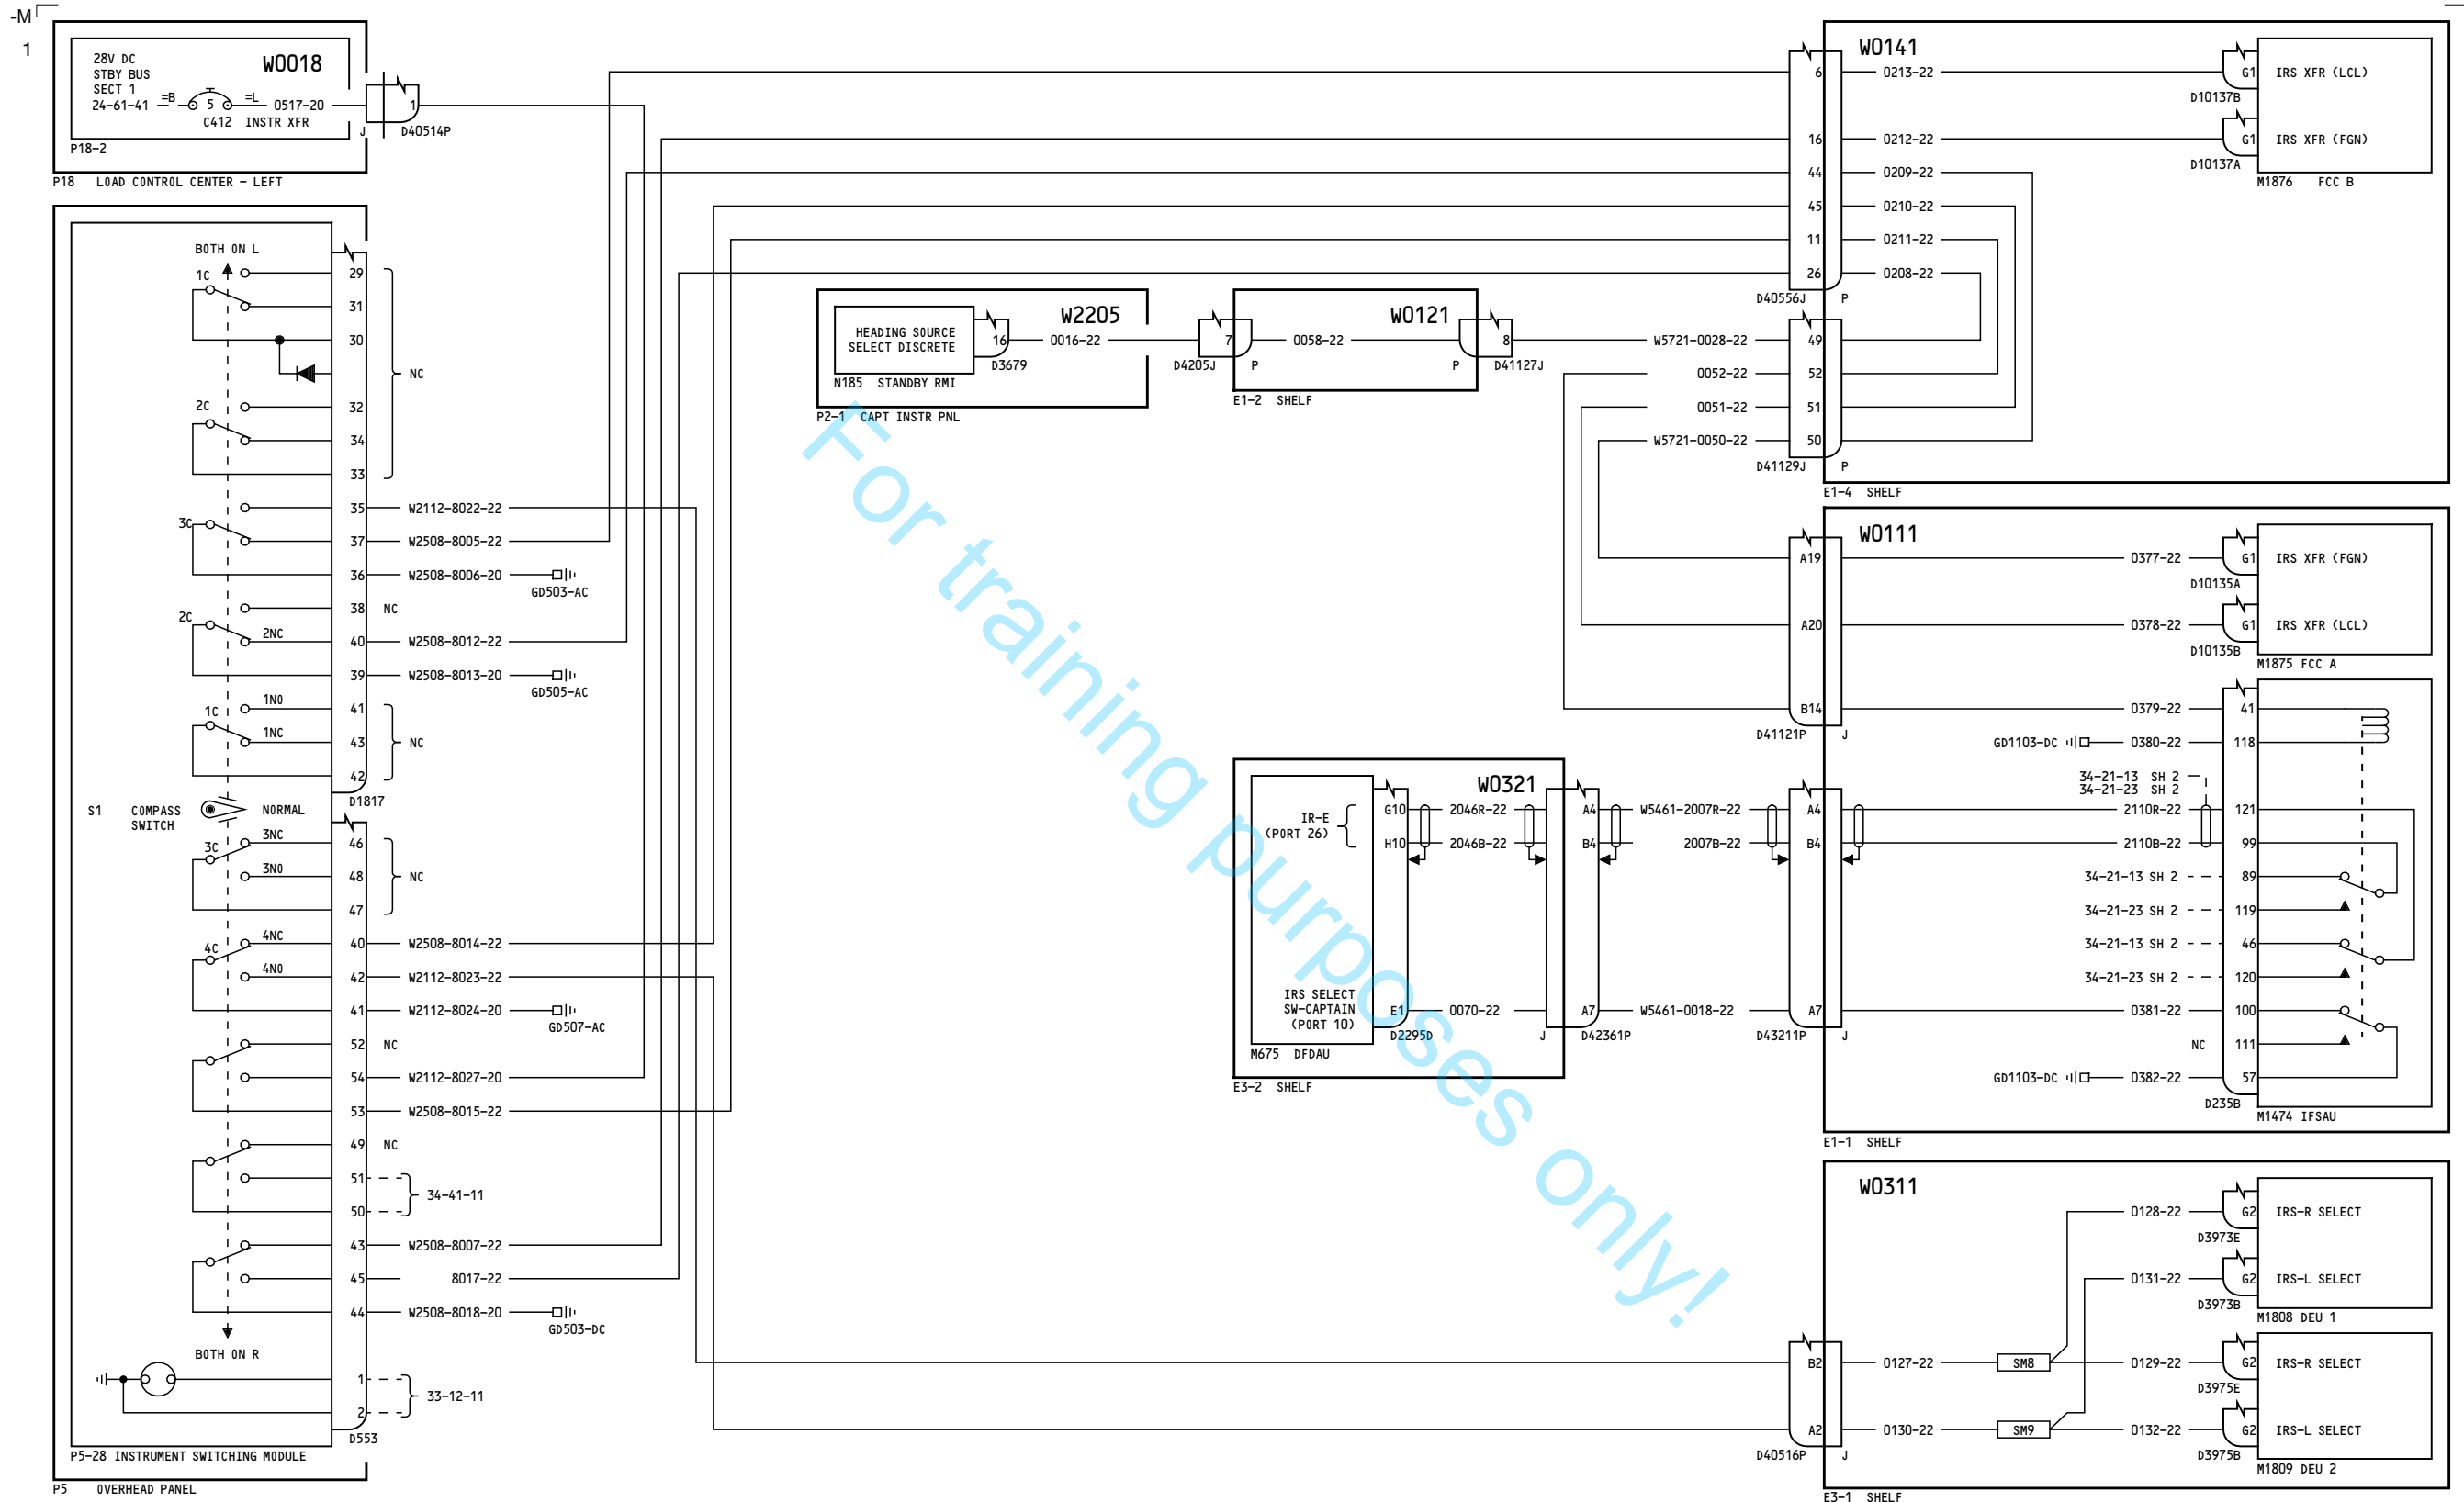 -M
1
28V DC
STBY BUS
SECT 1
24-61-41
=B
5
=L
0517-20
C412 INSTR XFR
W0018
P18-2
J
1
D40514P
P18 LOAD CONTROL CENTER - LEFT
BOTH ON L
1C
29
31
30
NC
2C
32
34
33
3C
35 W2112-8022-22
37 W2508-8005-22
36 W2508-8006-20
GD503-AC
38 NC
2C
2NC
40 W2508-8012-22
39 W2508-8013-20
GD505-AC
1C
1NO
41
1NC
43
NC
42
D1817
S1 COMPASS
SWITCH
NORMAL
3C
3NC
46
3NO
48
NC
47
4C
4NC
40 W2508-8014-22
4NO
42 W2112-8023-22
41 W2112-8024-20
GD507-AC
52 NC
54 W2112-8027-20
53 W2508-8015-22
49 NC
51
34-41-11
50
43 W2508-8007-22
45 8017-22
44 W2508-8018-20
GD503-DC
BOTH ON R
1
33-12-11
2
D553
P5-28 INSTRUMENT SWITCHING MODULE
P5 OVERHEAD PANEL
HEADING SOURCE
SELECT DISCRETE
16
0016-22
W2205
D3679
N185 STANDBY RMI
P2-1 CAPT INSTR PNL
7
D4205J
P
0058-22
W0121
P
8
D41127J
E1-2 SHELF
W5721-0028-22
0052-22
0051-22
W5721-0050-22
W0141
6 0213-22
16 0212-22
44 0209-22
45 0210-22
11 0211-22
26 0208-22
D40556J P
49
52
51
50
D41129J P
G1 IRS XFR (LCL)
D10137B
G1 IRS XFR (FGN)
D10137A
M1876 FCC B
E1-4 SHELF
W0111
A19 0377-22 G1 IRS XFR (FGN)
D10135A
A20 0378-22 G1 IRS XFR (LCL)
D10135B
M1875 FCC A
B14 0379-22 41
D41121P J
GD1103-DC 0380-22 118
34-21-13 SH 2
34-21-23 SH 2
W0321
IR-E
(PORT 26)
G10 2046R-22 A4 W5461-2007R-22 A4 2110R-22 121
H10 2046B-22 B4 2007B-22 B4 2110B-22 99
34-21-13 SH 2 89
34-21-23 SH 2 119
34-21-13 SH 2 46
34-21-23 SH 2 120
IRS SELECT
SW-CAPTAIN
(PORT 10)
E1 0070-22 A7 W5461-0018-22 A7 0381-22 100
D2295D J D42361P D43211P J
NC 111
GD1103-DC 0382-22 57
M675 DFDAU
E3-2 SHELF
D235B
M1474 IFSAU
E1-1 SHELF
W0311
0128-22 G2 IRS-R SELECT
D3973E
0131-22 G2 IRS-L SELECT
D3973B
M1808 DEU 1
B2 0127-22 SM8 0129-22 G2 IRS-R SELECT
D3975E
A2 0130-22 SM9 0132-22 G2 IRS-L SELECT
D40516P J D3975B
M1809 DEU 2
E3-1 SHELF
For training purposes only!